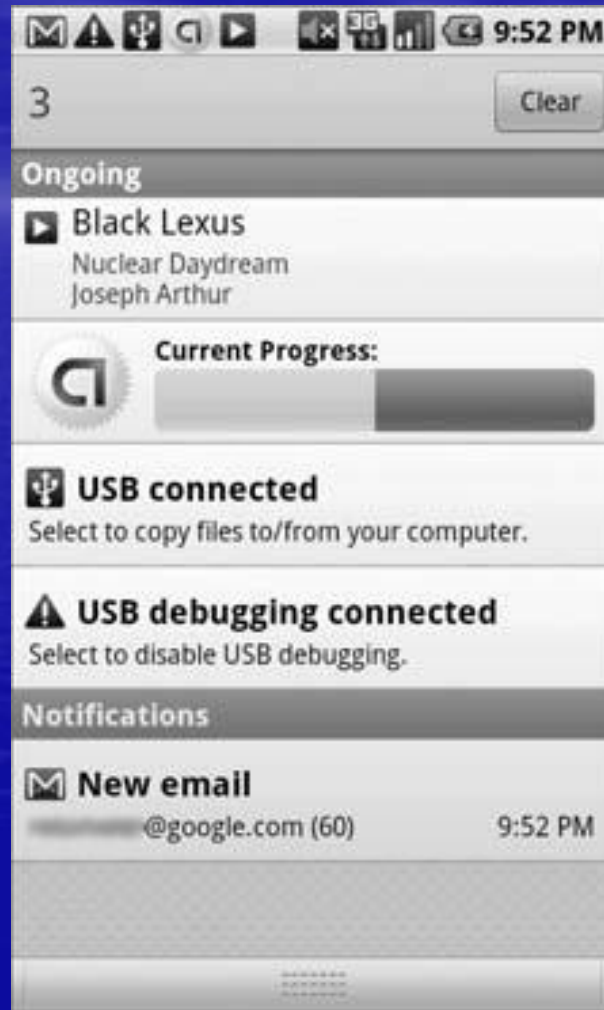 9:52 PM
3
Clear
Ongoing
Black Lexus
Nuclear Daydream
Joseph Arthur
Current Progress:
USB connected
Select to copy files to/from your computer.
USB debugging connected
Select to disable USB debugging.
Notifications
New email
@google.com (60) 9:52 PM